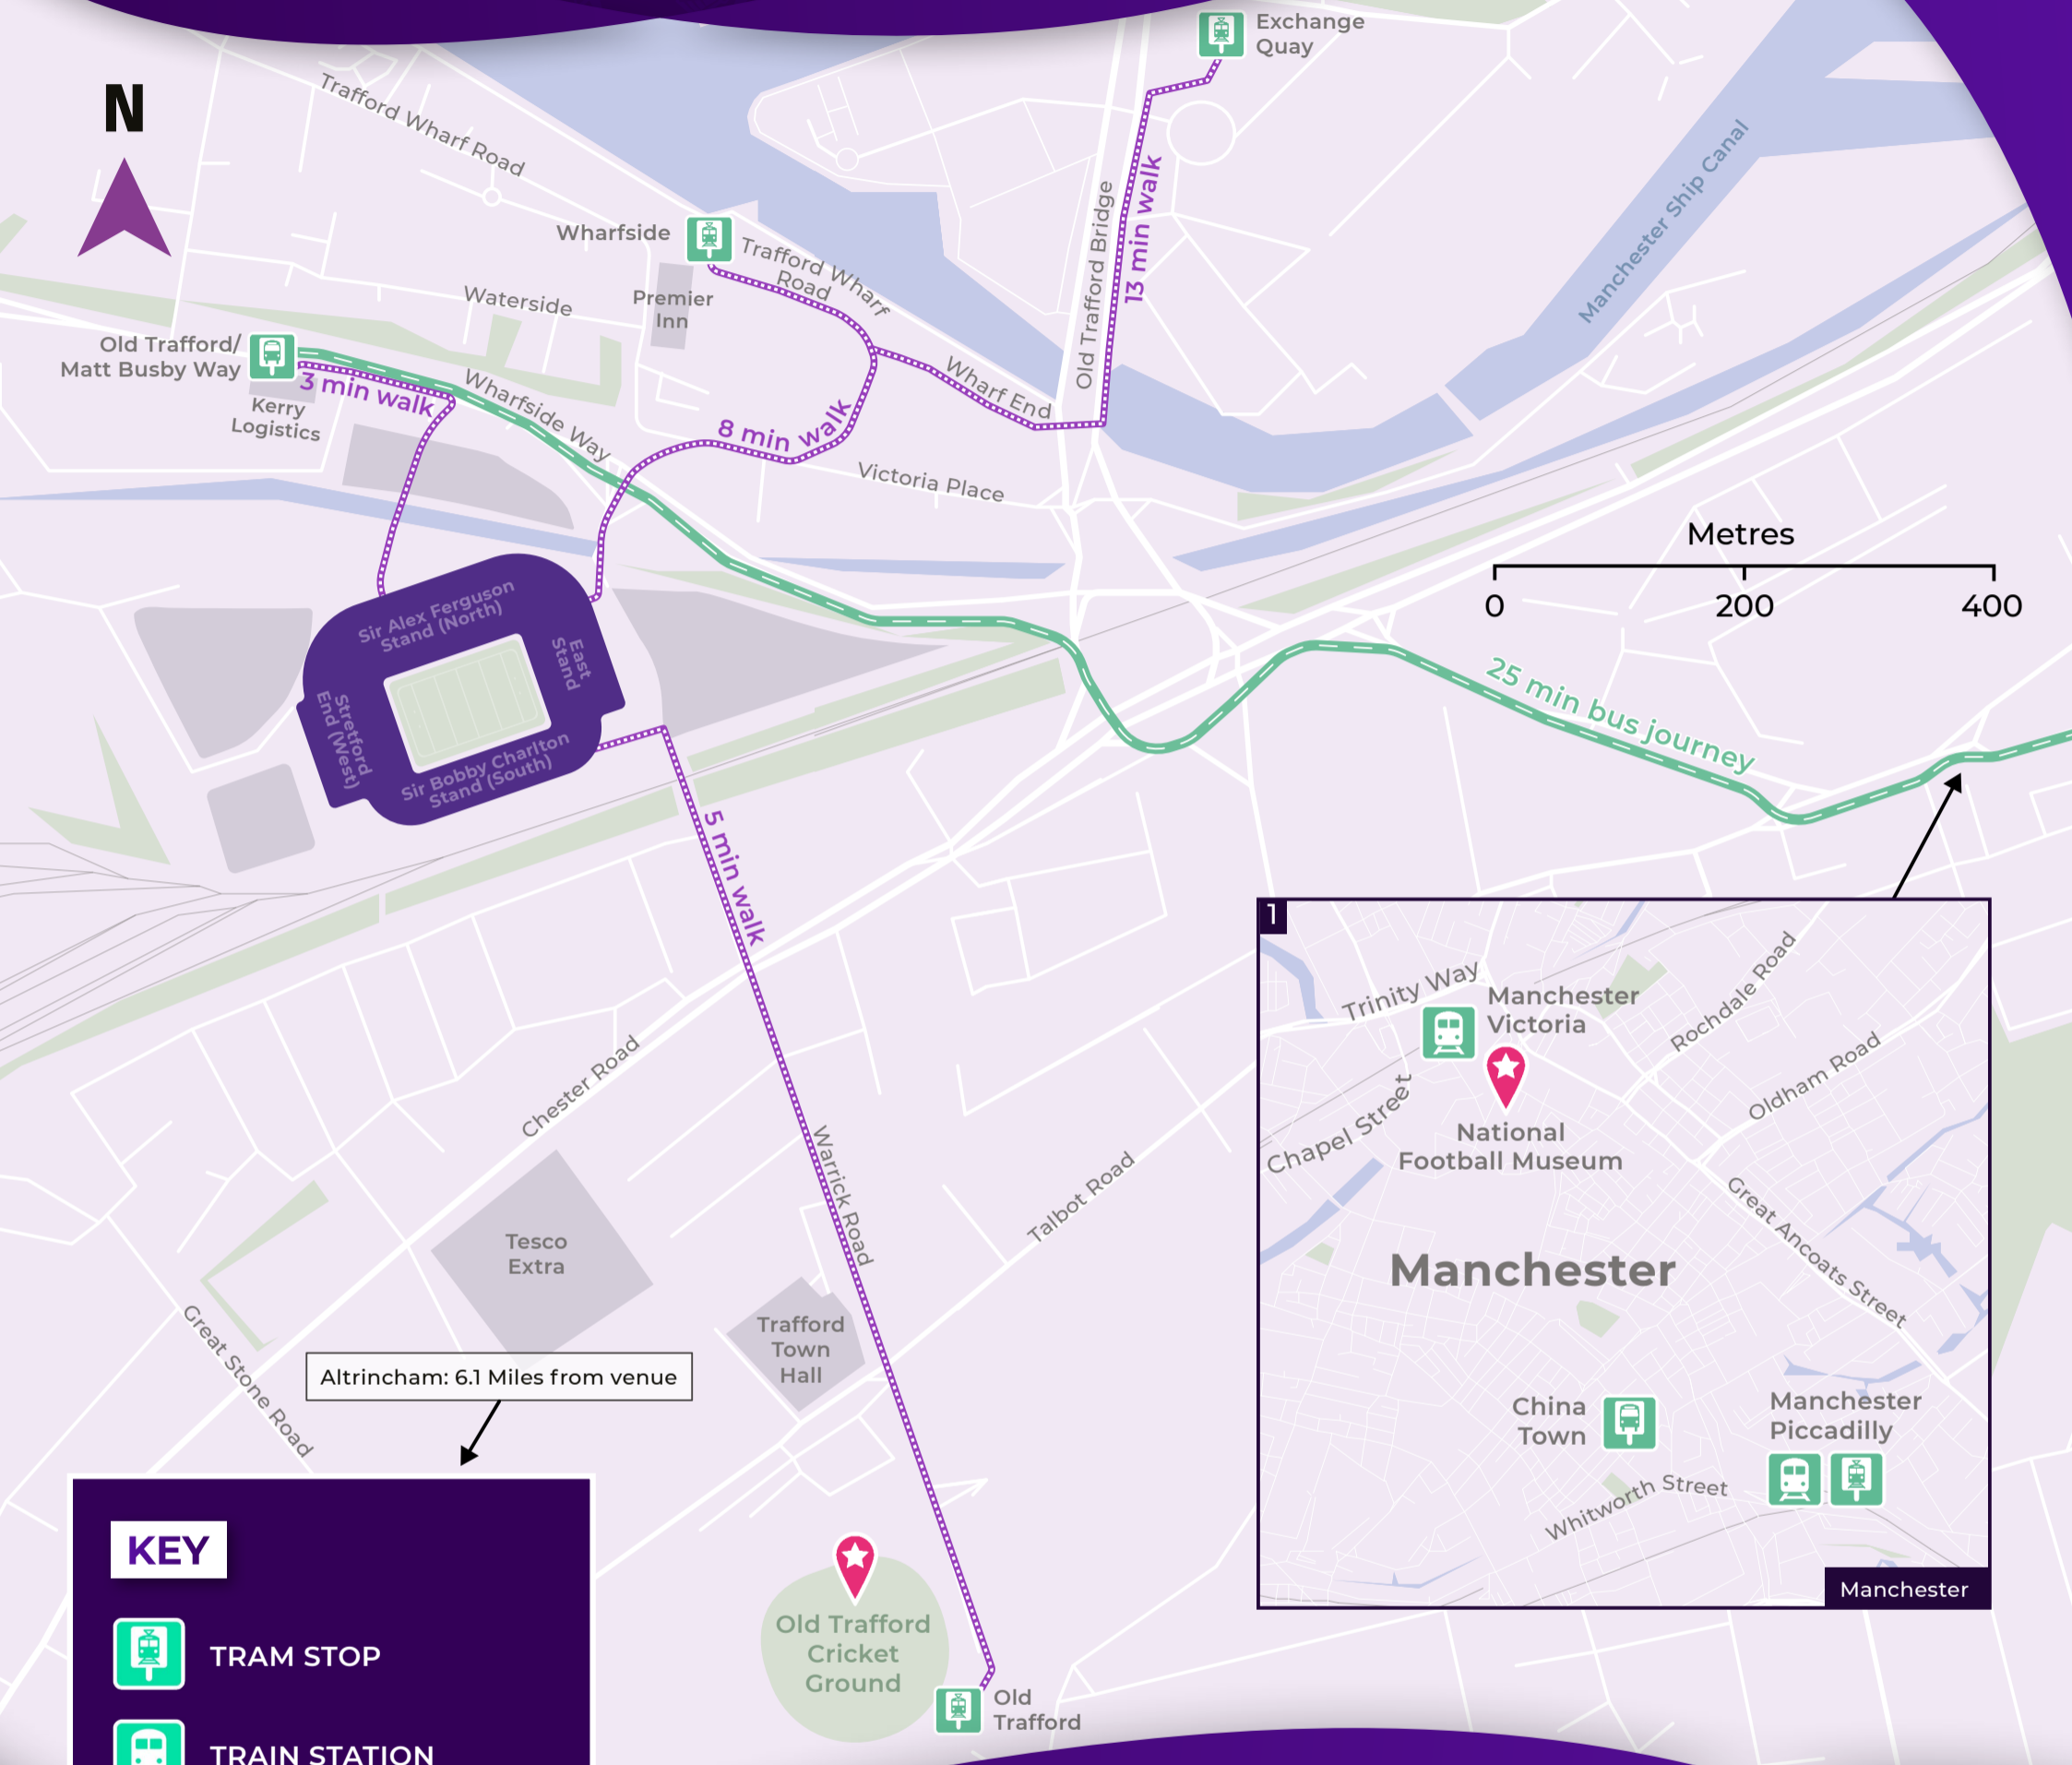 Exchange
Quay
N
Trafford Wharf Road
Wharfside
Trafford Wharf
Road
Old Trafford Bridge
13 min walk
Manchester Ship Canal
Waterside
Premier
Inn
Old Trafford/
Matt Busby Way
3 min walk
Kerry
Logistics
Wharfside Way
8 min walk
Wharf End
Victoria Place
Metres
0
200
400
Sir Alex Ferguson
Stand (North)
East
Stand
Stretford
End (West)
Sir Bobby Charlton
Stand (South)
25 min bus journey
5 min walk
Chester Road
Warrick Road
Talbot Road
Tesco
Extra
Trafford
Town
Hall
Great Stone Road
Altrincham: 6.1 Miles from venue
1
Trinity Way
Manchester
Victoria
Rochdale Road
Oldham Road
Chapel Street
National
Football Museum
Great Ancoats Street
Manchester
China
Town
Manchester
Piccadilly
Whitworth Street
Manchester
KEY
TRAM STOP
TRAIN STATION
Old Trafford
Cricket
Ground
Old
Trafford